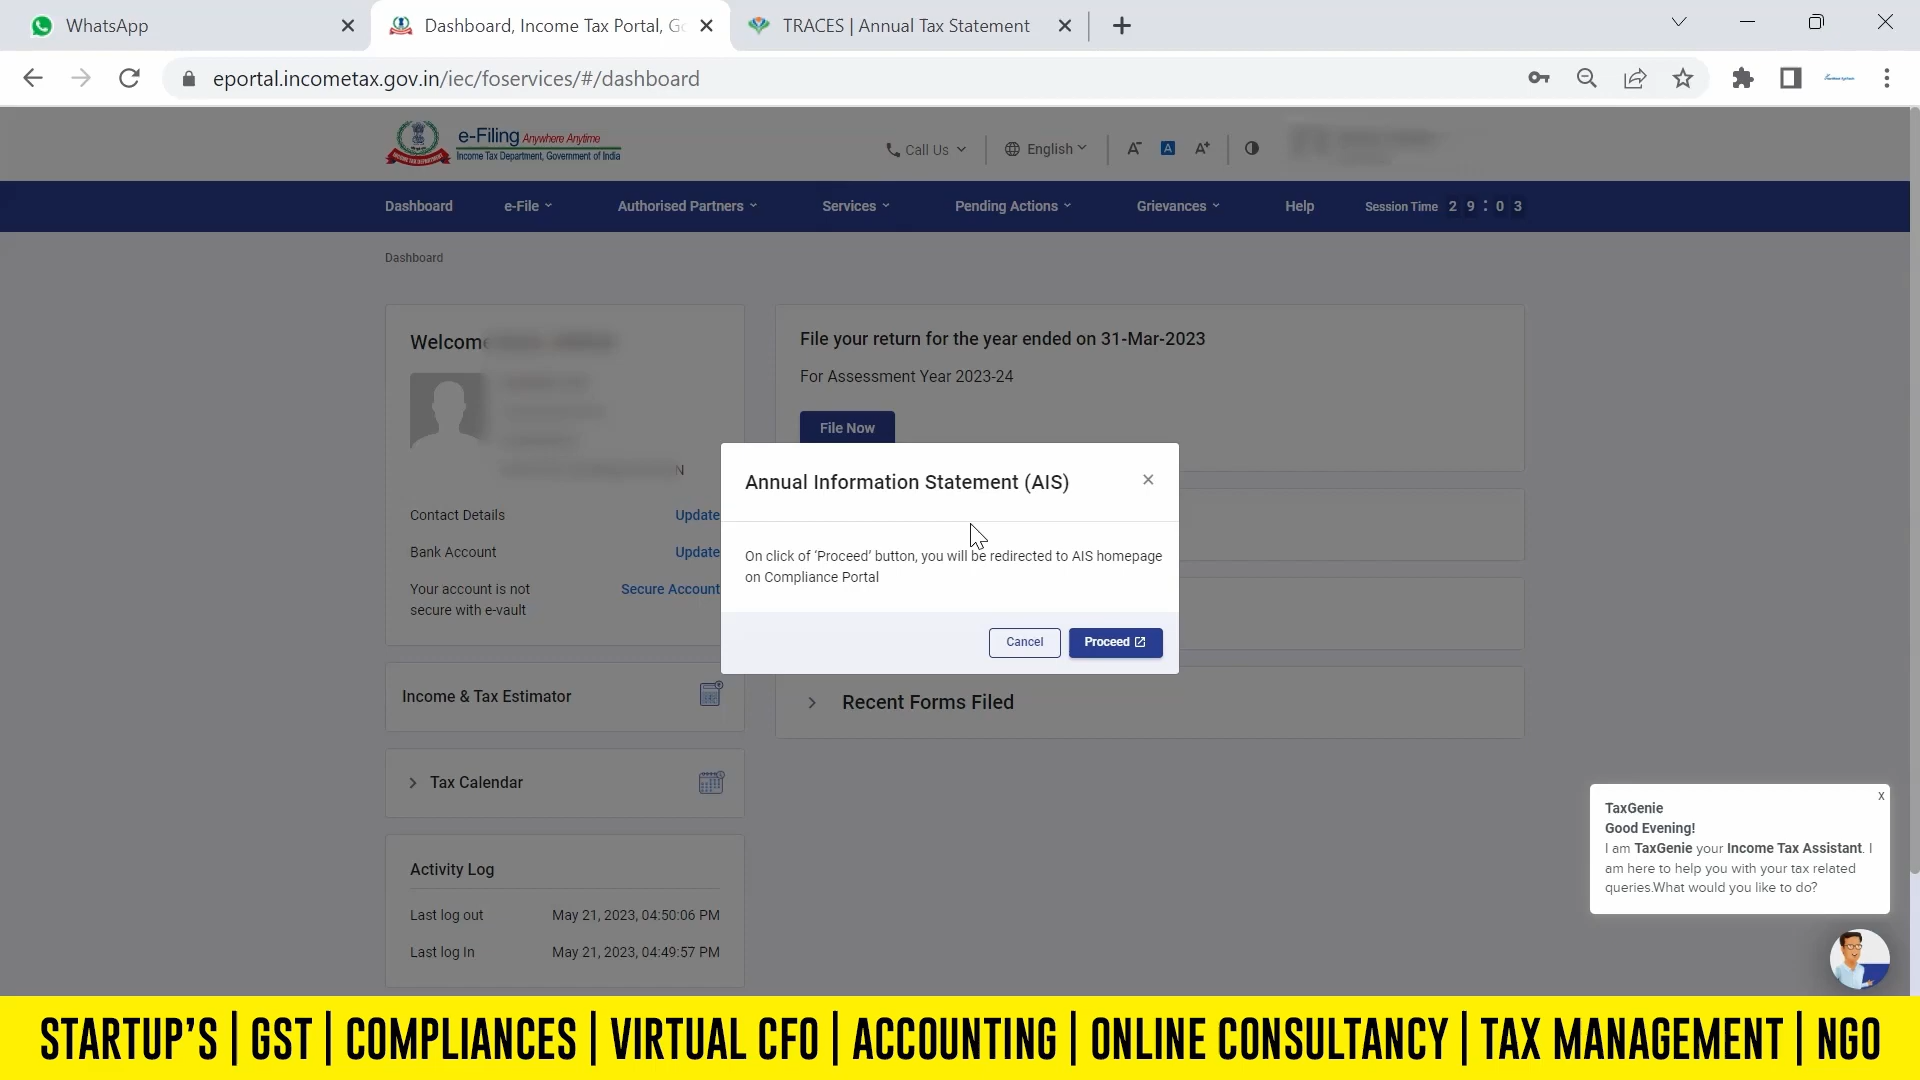 WhatsApp
Dashboard, Income Tax Portal, G
TRACES | Annual Tax Statement
eportal.incometax.gov.in/iec/foservices/#/dashboard
e-Filing Anywhere Anytime
Income Tax Department, Government of India
Call Us
English
A-
A
A+
Dashboard
e-File
Authorised Partners
Services
Pending Actions
Grievances
Help
Session Time 29:03
Dashboard
Welcome
N
Contact Details Update
Bank Account Update
Your account is not
secure with e-vault
Secure Account
File your return for the year ended on 31-Mar-2023
For Assessment Year 2023-24
File Now
Annual Information Statement (AIS)
On click of ‘Proceed’ button, you will be redirected to AIS homepage
on Compliance Portal
Cancel
Proceed
Income & Tax Estimator
Recent Forms Filed
Tax Calendar
Activity Log
Last log out May 21, 2023, 04:50:06 PM
Last log In May 21, 2023, 04:49:57 PM
x
TaxGenie
Good Evening!
I am TaxGenie your Income Tax Assistant. I
am here to help you with your tax related
queries.What would you like to do?
STARTUP’S | GST | COMPLIANCES | VIRTUAL CFO | ACCOUNTING | ONLINE CONSULTANCY | TAX MANAGEMENT | NGO